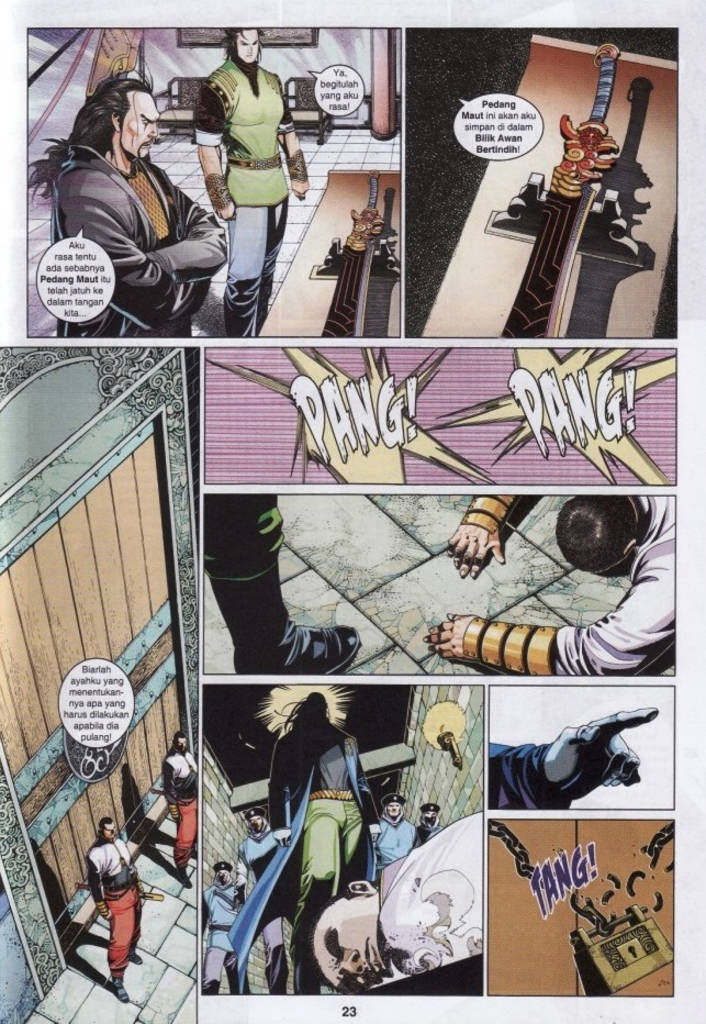 Ya,
begitulah
yang aku
rasa!
Aku
rasa tentu
ada sebabnya
Pedang Maut itu
telah jatuh ke
dalam tangan
kita...
Pedang
Maut ini akan aku
simpan di dalam
Bilik Awan
Bertindih!
Biarlah
ayahku yang
menentukan-
nya apa yang
harus dilakukan
apabila dia
pulang!
PANG!
PANG!
TANG!
23